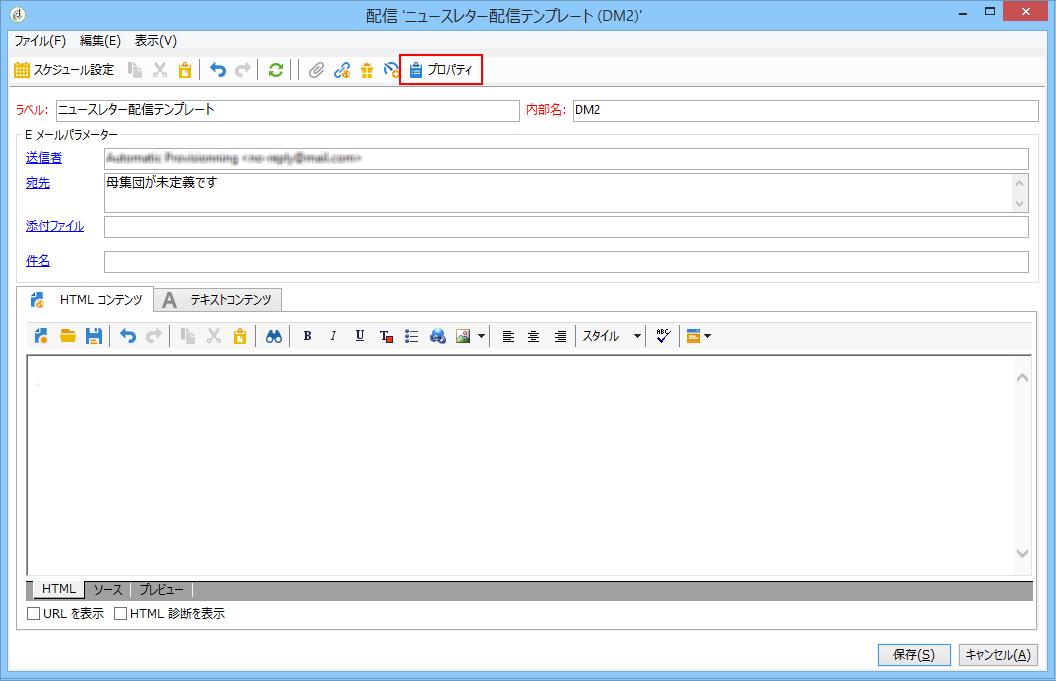 配信 'ニュースレター配信テンプレート (DM2)'
ファイル(F) 編集(E) 表示(V)
スケジュール設定 プロパティ
ラベル: ニュースレター配信テンプレート 内部名: DM2
E メールパラメーター
送信者 Automatic Provisionning <no-reply@mail.com>
宛先 母集団が未定義です
添付ファイル
件名
HTML コンテンツ A テキストコンテンツ
B I U T スタイル ABC
HTML ソース プレビュー
URL を表示 HTML 診断を表示
保存(S) キャンセル(A)